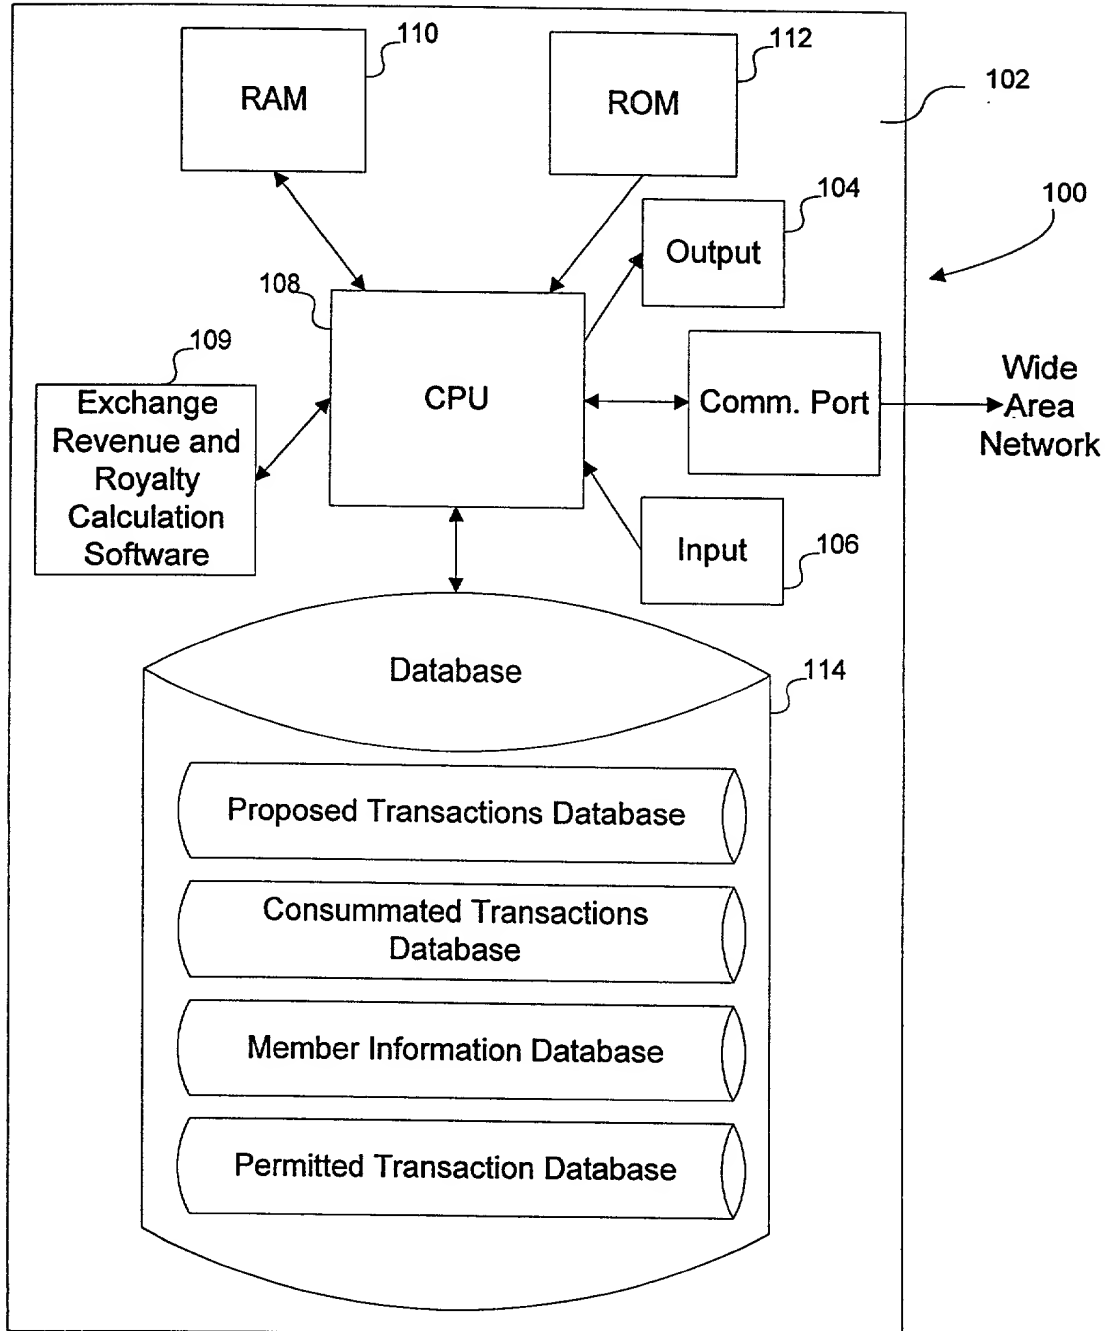 110
RAM
112
ROM
102
104
Output
100
108
CPU
109
Exchange
Revenue and
Royalty
Calculation
Software
Comm. Port
Wide
Area
Network
Input
106
Database
114
Proposed Transactions Database
Consummated Transactions
Database
Member Information Database
Permitted Transaction Database